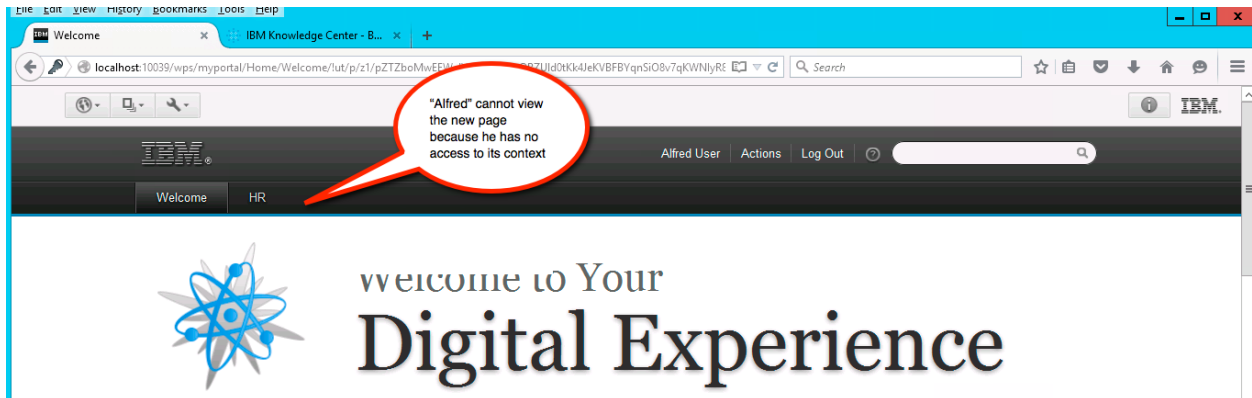 File Edit View History Bookmarks Tools Help
Welcome
IBM Knowledge Center - B...
localhost:10039/wps/myportal/Home/Welcome/!ut/p/z1/
Search
"Alfred" cannot view
the new page
because he has no
access to its context
IBM.
IBM®
Alfred User Actions Log Out
Welcome HR
Welcome to Your
Digital Experience